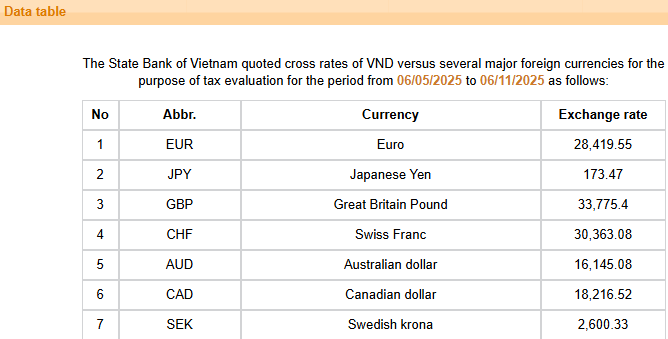 Data table
The State Bank of Vietnam quoted cross rates of VND versus several major foreign currencies for the
purpose of tax evaluation for the period from 06/05/2025 to 06/11/2025 as follows:
No Abbr. Currency Exchange rate
1 EUR Euro 28,419.55
2 JPY Japanese Yen 173.47
3 GBP Great Britain Pound 33,775.4
4 CHF Swiss Franc 30,363.08
5 AUD Australian dollar 16,145.08
6 CAD Canadian dollar 18,216.52
7 SEK Swedish krona 2,600.33